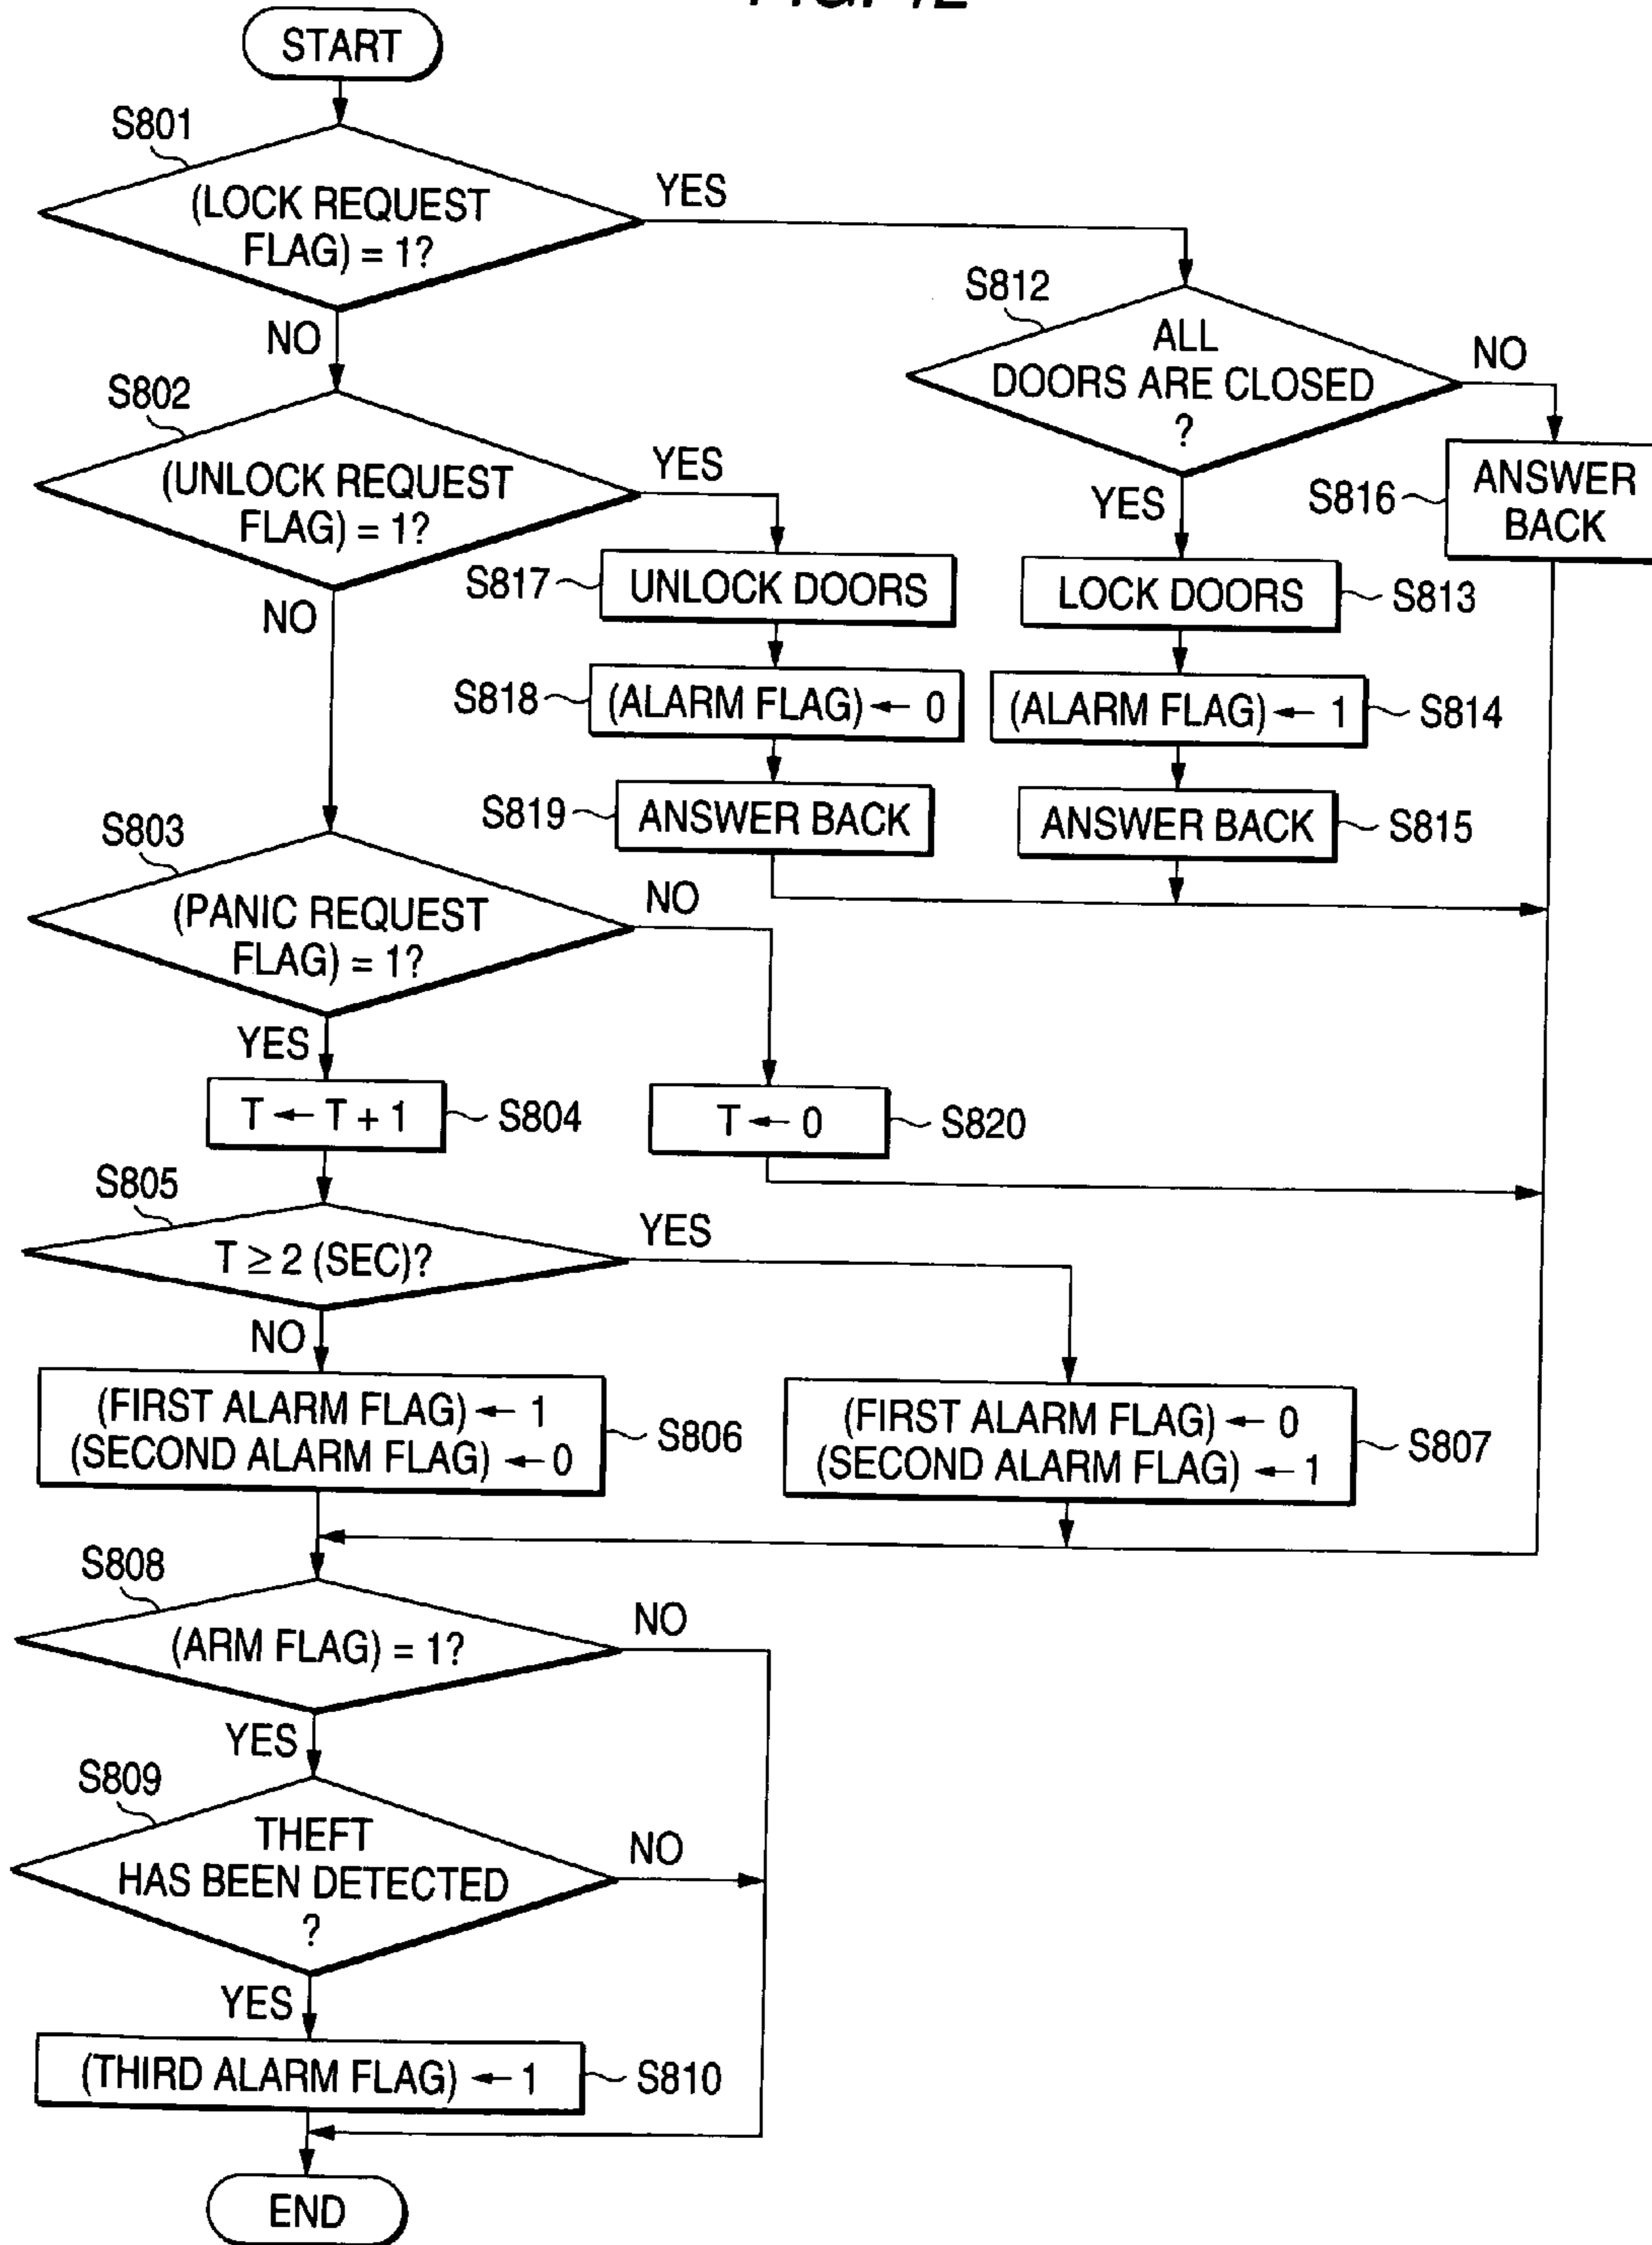 START
S801
(LOCK REQUEST
FLAG) = 1?
YES
NO
S812
ALL
DOORS ARE CLOSED
?
NO
YES
S816
ANSWER
BACK
S802
(UNLOCK REQUEST
FLAG) = 1?
YES
NO
S817
UNLOCK DOORS
LOCK DOORS
S813
S818
(ALARM FLAG) ← 0
(ALARM FLAG) ← 1
S814
S819
ANSWER BACK
ANSWER BACK
S815
S803
(PANIC REQUEST
FLAG) = 1?
NO
YES
T ← T + 1
S804
T ← 0
S820
S805
T ≥ 2 (SEC)?
YES
NO
(FIRST ALARM FLAG) ← 1
(SECOND ALARM FLAG) ← 0
S806
(FIRST ALARM FLAG) ← 0
(SECOND ALARM FLAG) ← 1
S807
S808
(ARM FLAG) = 1?
NO
YES
S809
THEFT
HAS BEEN DETECTED
?
NO
YES
(THIRD ALARM FLAG) ← 1
S810
END